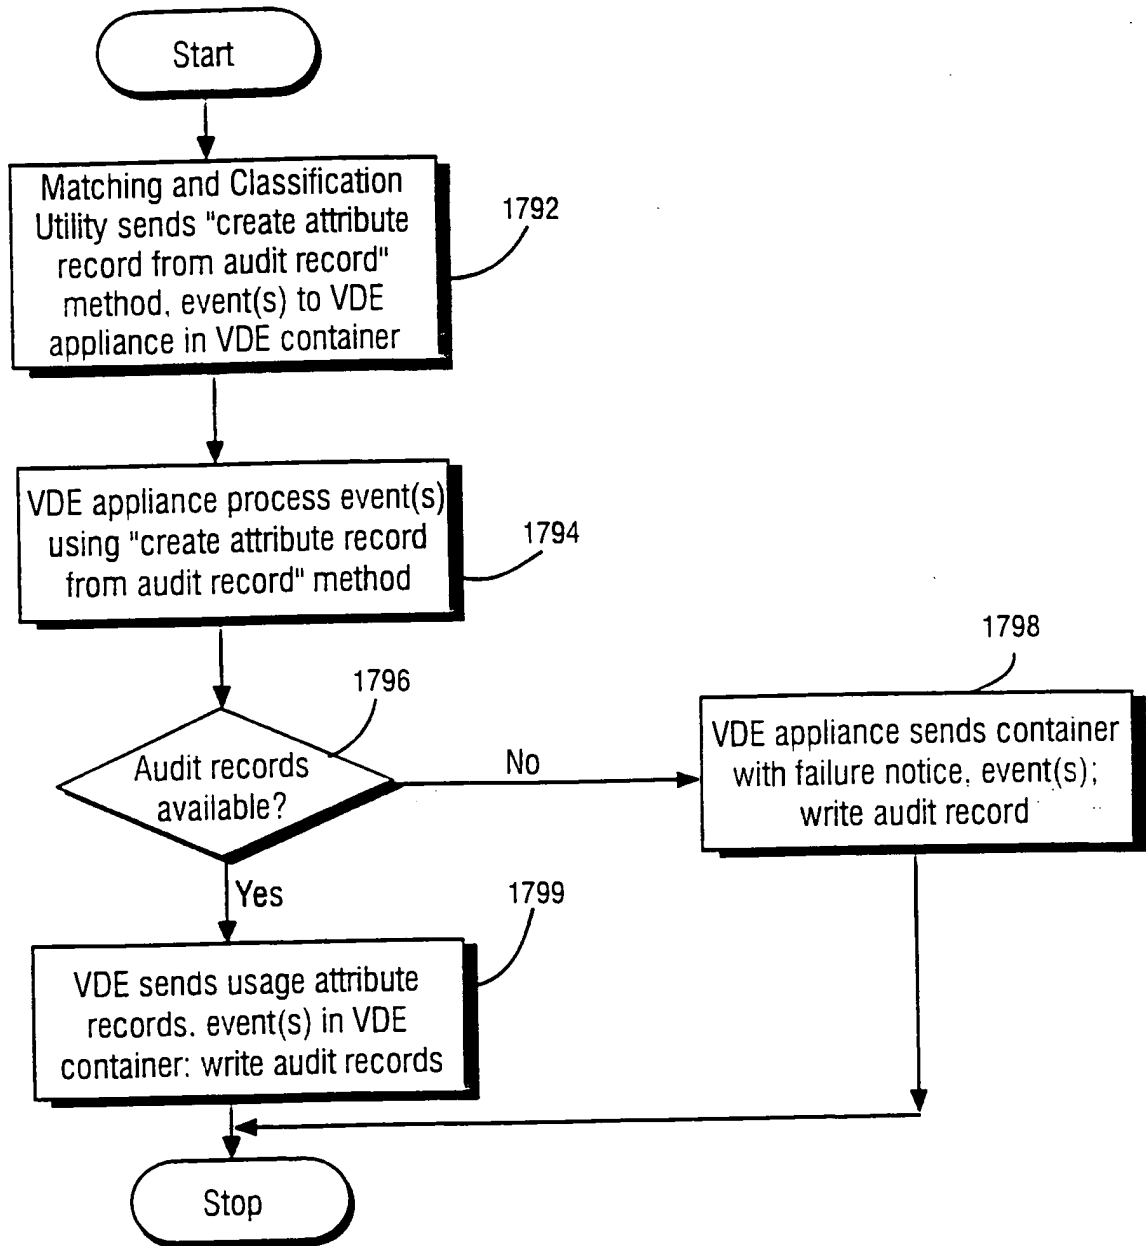 Start
Matching and Classification
Utility sends "create attribute
record from audit record"
method, event(s) to VDE
appliance in VDE container
1792
VDE appliance process event(s)
using "create attribute record
from audit record" method
1794
1796
Audit records
available?
No
1798
VDE appliance sends container
with failure notice, event(s);
write audit record
Yes
1799
VDE sends usage attribute
records. event(s) in VDE
container: write audit records
Stop